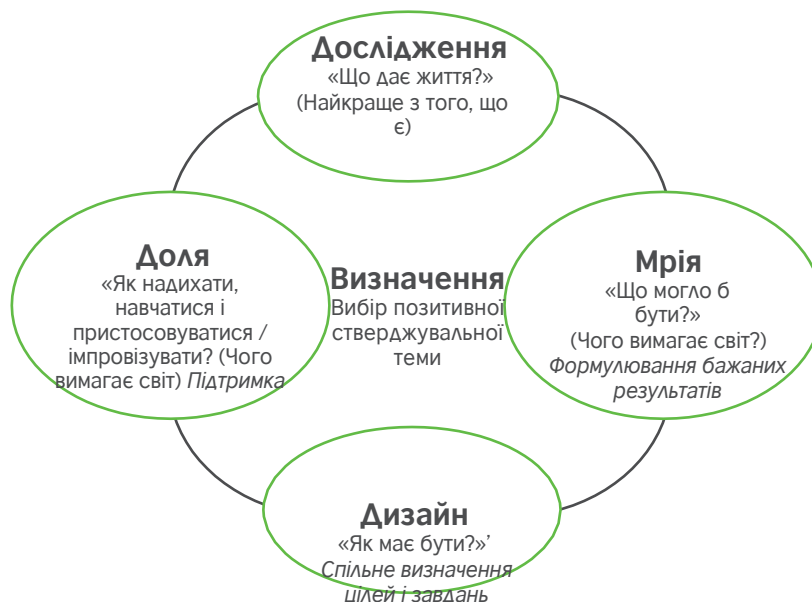 Дослідження
«Що дає життя?»
(Найкраще з того, що
є)
Доля
«Як надихати,
навчатися і
пристосовуватися /
імпровізувати? (Чого
вимагає світ) Підтримка
Визначення
Вибір позитивної
стверджувальної
теми
Мрія
«Що могло б
бути?»
(Чого вимагає світ?)
Формулювання бажаних
результатів
Дизайн
«Як має бути?»’
Спільне визначення
цілей і завдань